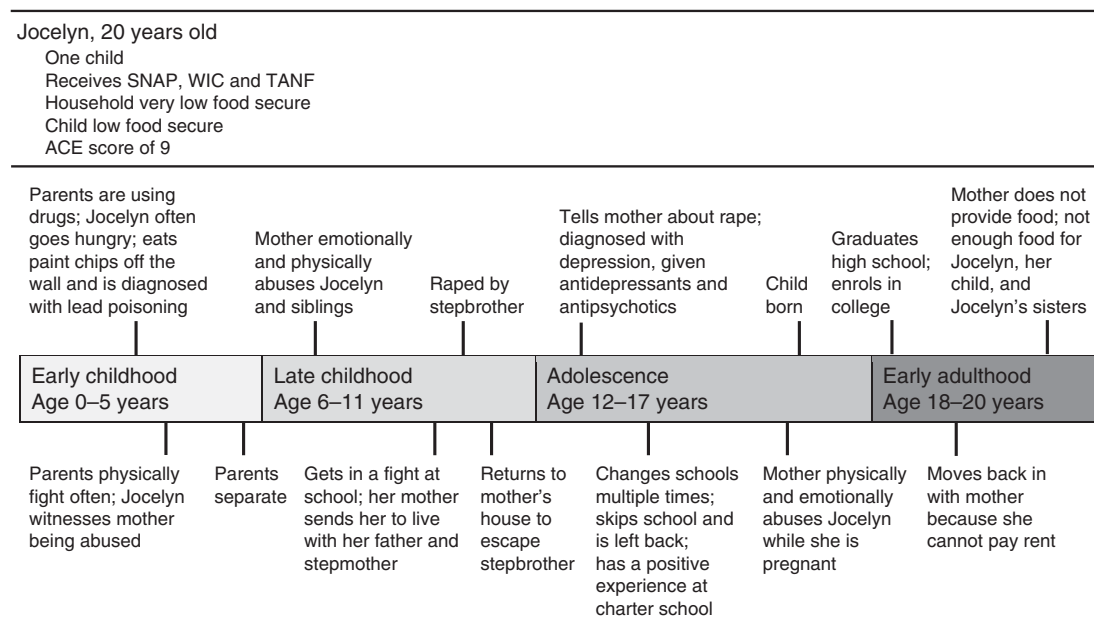 Jocelyn, 20 years old
One child
Receives SNAP, WIC and TANF
Household very low food secure
Child low food secure
ACE score of 9
Parents are using
drugs; Jocelyn often
goes hungry; eats
paint chips off the
wall and is diagnosed
with lead poisoning
Mother emotionally
and physically
abuses Jocelyn
and siblings
Raped by
stepbrother
Tells mother about rape;
diagnosed with
depression, given
antidepressants and
antipsychotics
Child
born
Graduates
high school;
enrols in
college
Mother does not
provide food; not
enough food for
Jocelyn, her
child, and
Jocelyn’s sisters
Early childhood
Age 0–5 years
Late childhood
Age 6–11 years
Adolescence
Age 12–17 years
Early adulthood
Age 18–20 years
Parents physically
fight often; Jocelyn
witnesses mother
being abused
Parents
separate
Gets in a fight at
school; her mother
sends her to live
with her father and
stepmother
Returns to
mother’s
house to
escape
stepbrother
Changes schools
multiple times;
skips school and
is left back;
has a positive
experience at
charter school
Mother physically
and emotionally
abuses Jocelyn
while she is
pregnant
Moves back in
with mother
because she
cannot pay rent